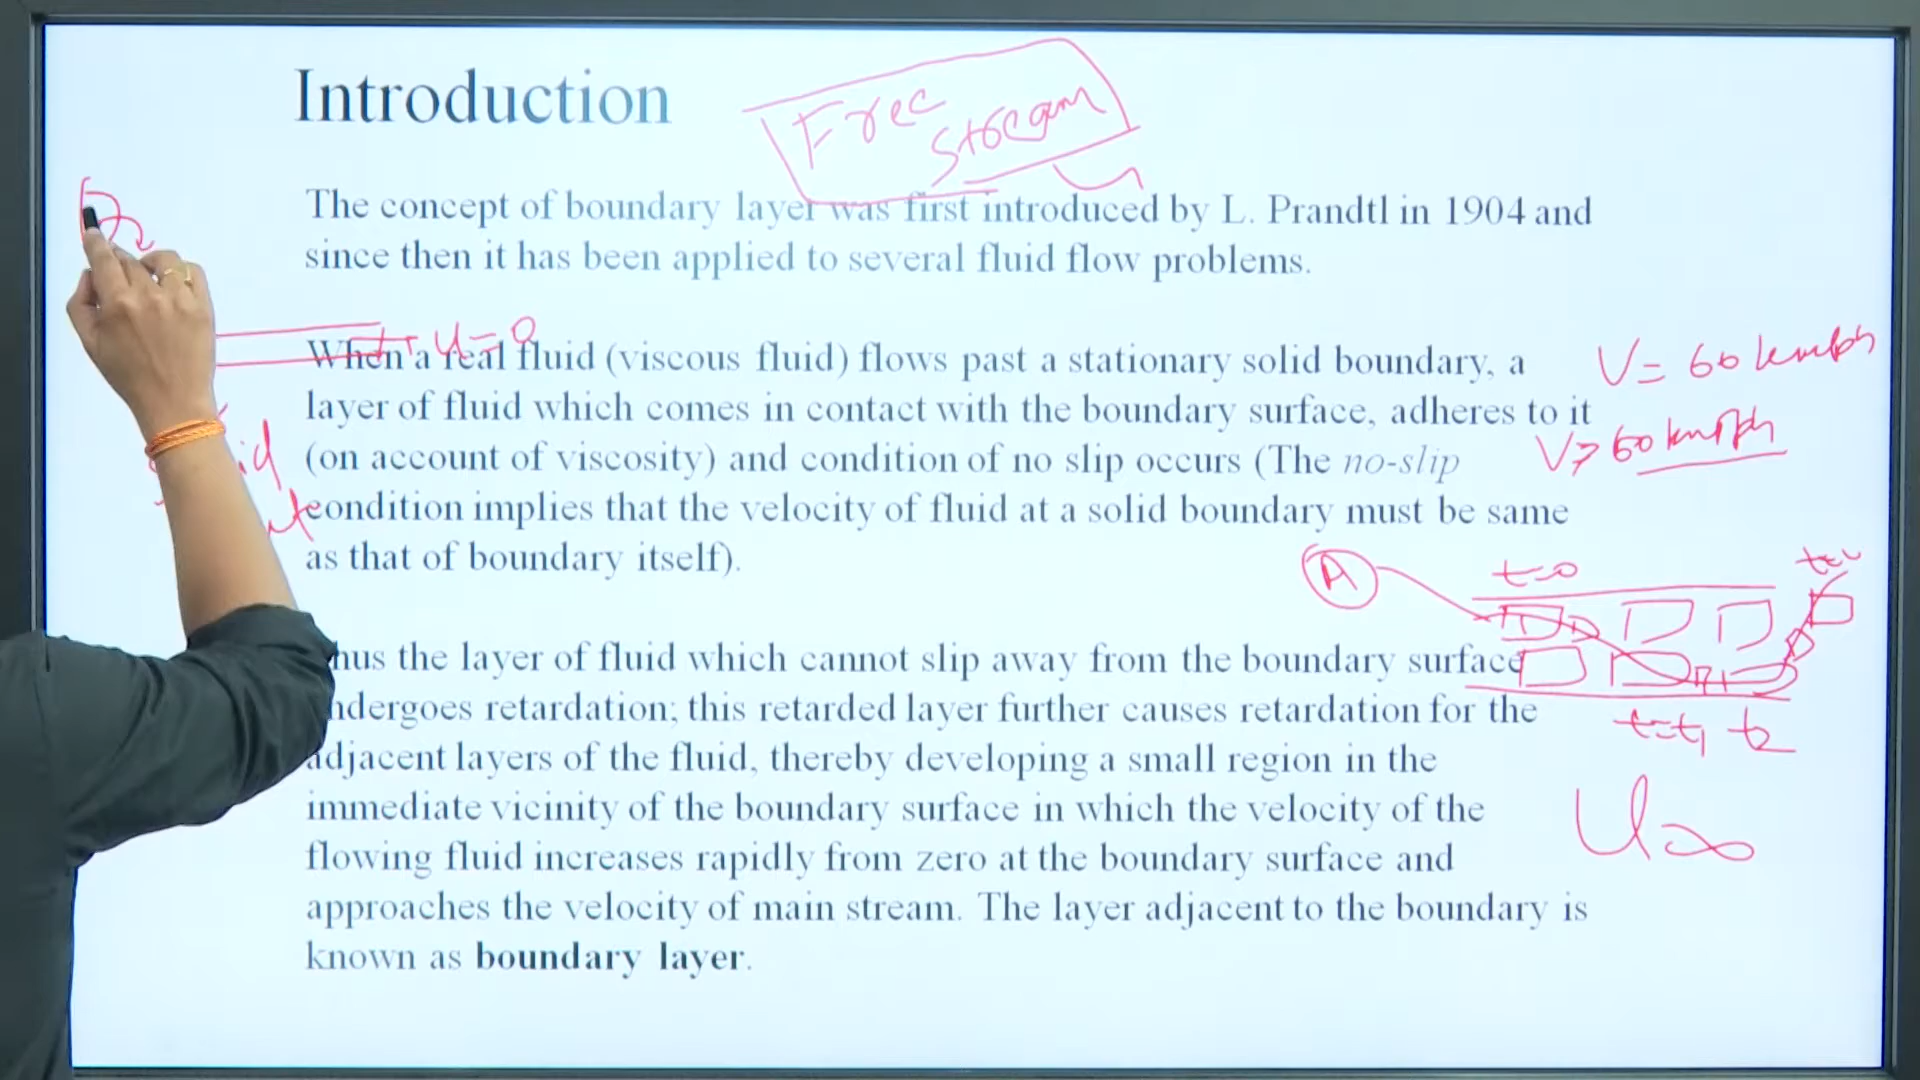 Introduction
Free
Stream
The concept of boundary layer was first introduced by L. Prandtl in 1904 and
since then it has been applied to several fluid flow problems.
u=0
When a real fluid (viscous fluid) flows past a stationary solid boundary, a
layer of fluid which comes in contact with the boundary surface, adheres to it
(on account of viscosity) and condition of no slip occurs (The no-slip
condition implies that the velocity of fluid at a solid boundary must be same
as that of boundary itself).
V= 60 kmph
V> 60 kmph
A
t=0
hus the layer of fluid which cannot slip away from the boundary surface
ndergoes retardation; this retarded layer further causes retardation for the
adjacent layers of the fluid, thereby developing a small region in the
immediate vicinity of the boundary surface in which the velocity of the
flowing fluid increases rapidly from zero at the boundary surface and
approaches the velocity of main stream. The layer adjacent to the boundary is
known as boundary layer.
t=t1 t2
U∞